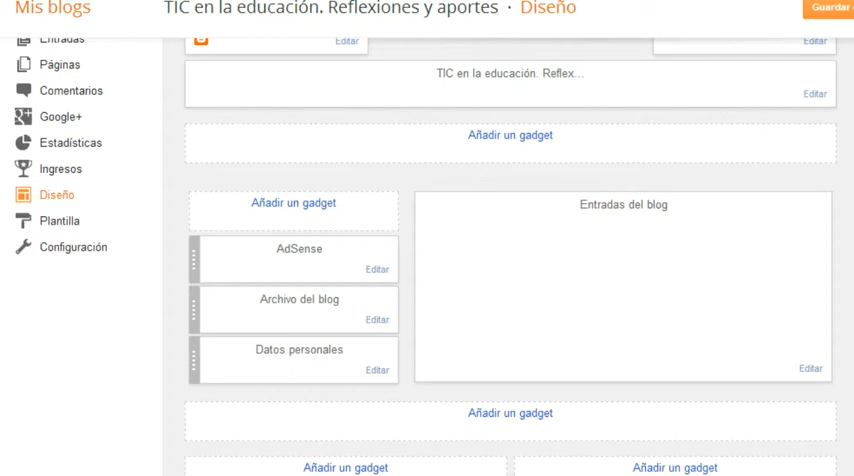 Mis blogs
TIC en la educación. Reflexiones y aportes · Diseño
Guardar
Entradas
Páginas
Comentarios
Google+
Estadísticas
Ingresos
Diseño
Plantilla
Configuración
Editar
Editar
TIC en la educación. Reflex...
Editar
Añadir un gadget
Añadir un gadget
AdSense
Editar
Archivo del blog
Editar
Datos personales
Editar
Entradas del blog
Editar
Añadir un gadget
Añadir un gadget
Añadir un gadget